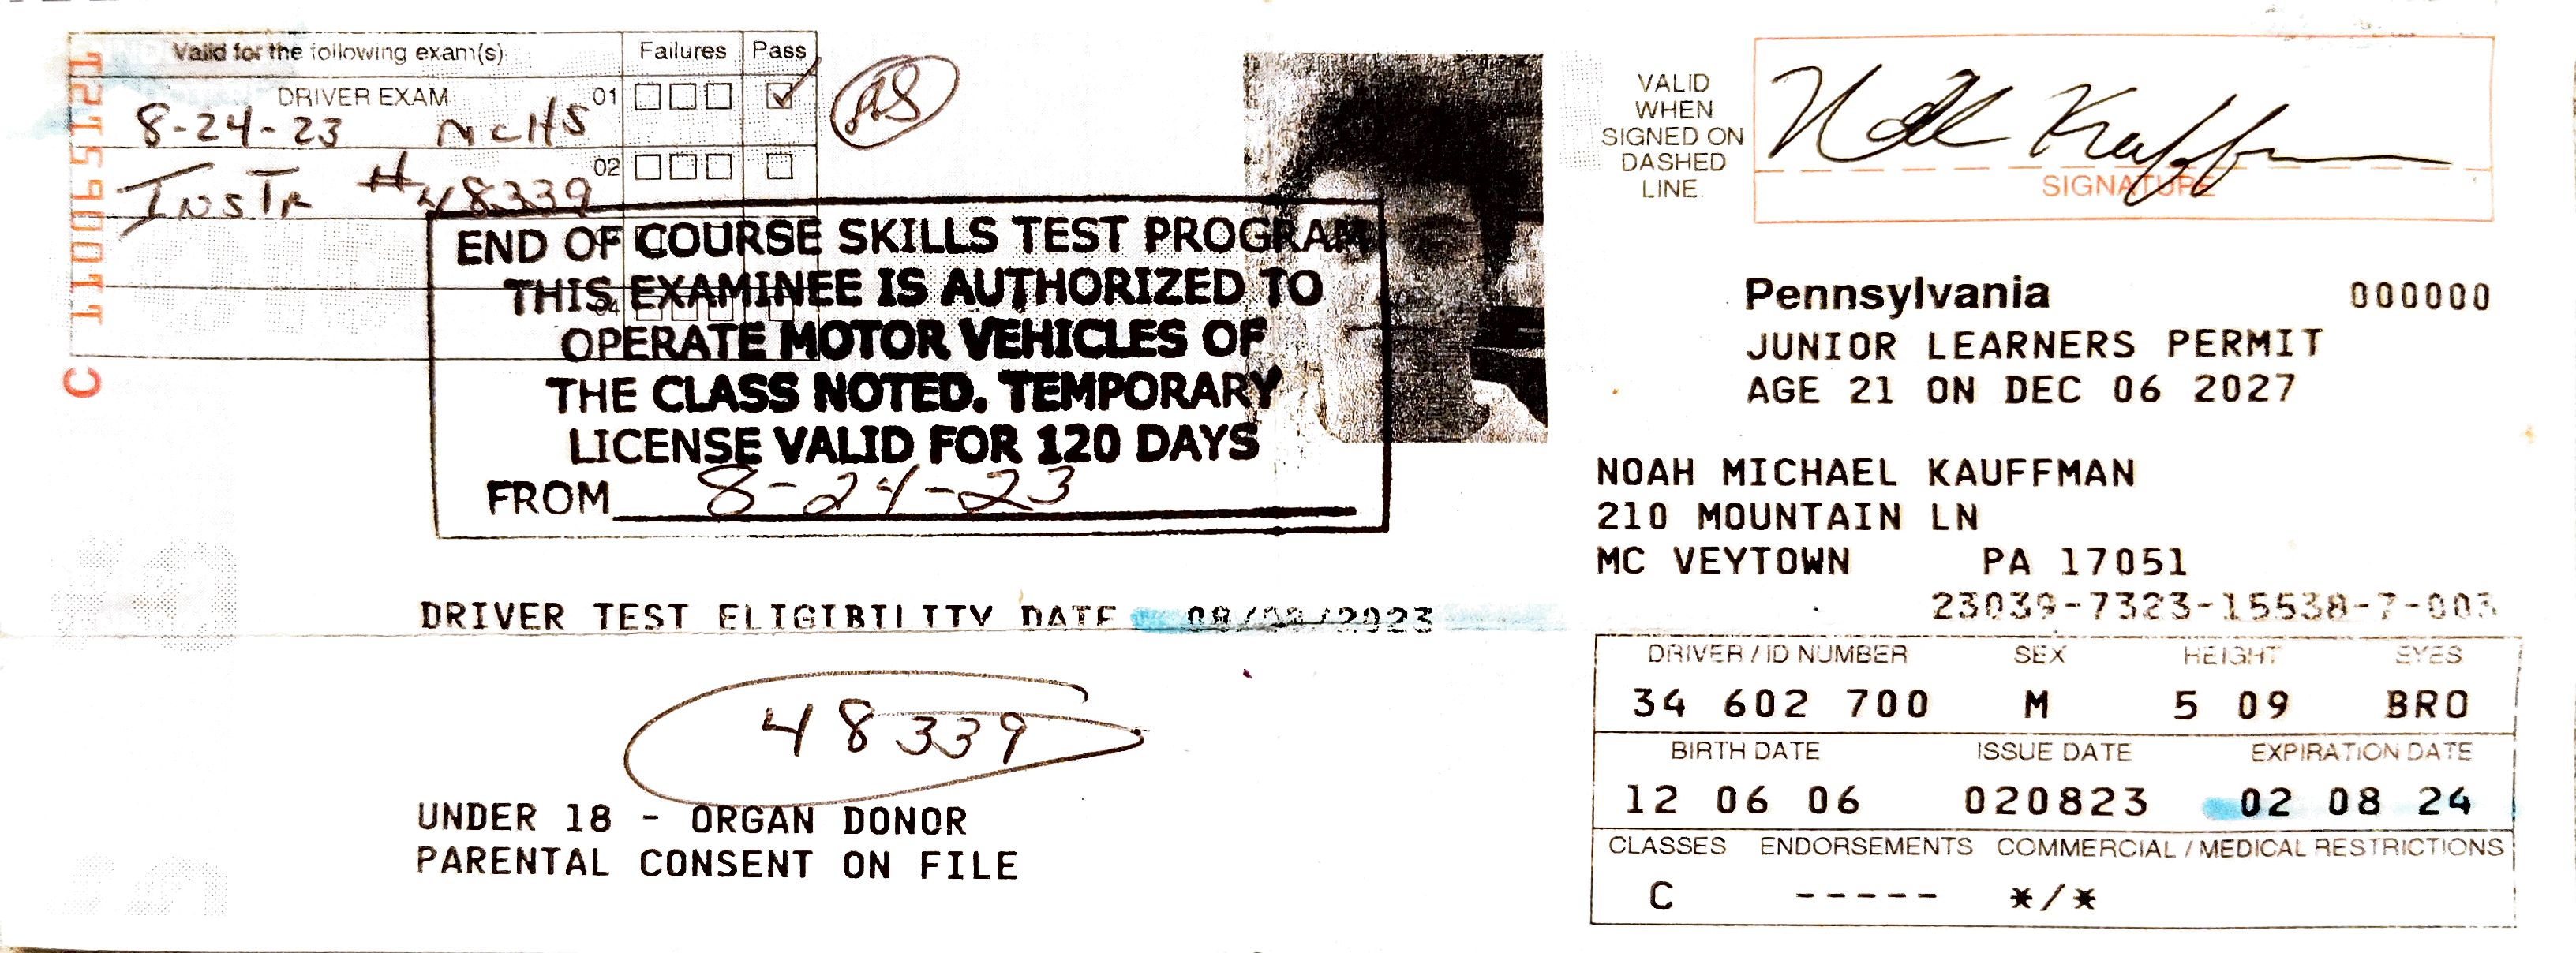 Valid for the following exam(s)
Failures
Pass
DRIVER EXAM
01
8-24-23 MCHS
02
INSTR #48339
04
END OF COURSE SKILLS TEST PROGRAM
THIS EXAMINEE IS AUTHORIZED TO
OPERATE MOTOR VEHICLES OF
THE CLASS NOTED. TEMPORARY
LICENSE VALID FOR 120 DAYS
FROM 8-24-23
DRIVER TEST ELIGIBILITY DATE
48339
UNDER 18 - ORGAN DONOR
PARENTAL CONSENT ON FILE
VALID
WHEN
SIGNED ON
DASHED
LINE.
Kauffman
SIGNATURE
Pennsylvania 000000
JUNIOR LEARNERS PERMIT
AGE 21 ON DEC 06 2027
NOAH MICHAEL KAUFFMAN
210 MOUNTAIN LN
MC VEYTOWN PA 17051
23039-7323-15538-7-003
DRIVER / ID NUMBER SEX HEIGHT EYES
34 602 700 M 5 09 BRO
BIRTH DATE ISSUE DATE EXPIRATION DATE
12 06 06 020823 02 08 24
CLASSES ENDORSEMENTS COMMERCIAL / MEDICAL RESTRICTIONS
C ----- */*